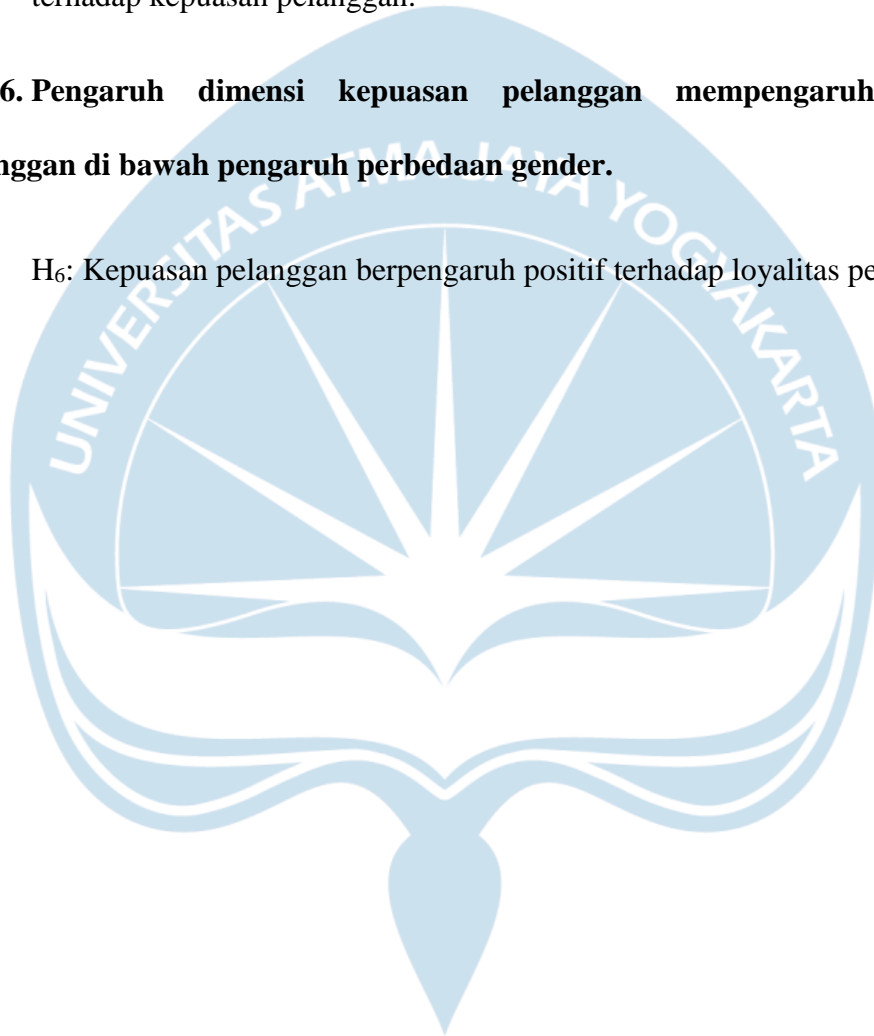 terhadap kepuasan pelanggan.
6. Pengaruh dimensi kepuasan pelanggan mempengaruh
nggan di bawah pengaruh perbedaan gender.
UNIVERSITAS ATMA JAYA YOGYAKARTA
H₆: Kepuasan pelanggan berpengaruh positif terhadap loyalitas pe